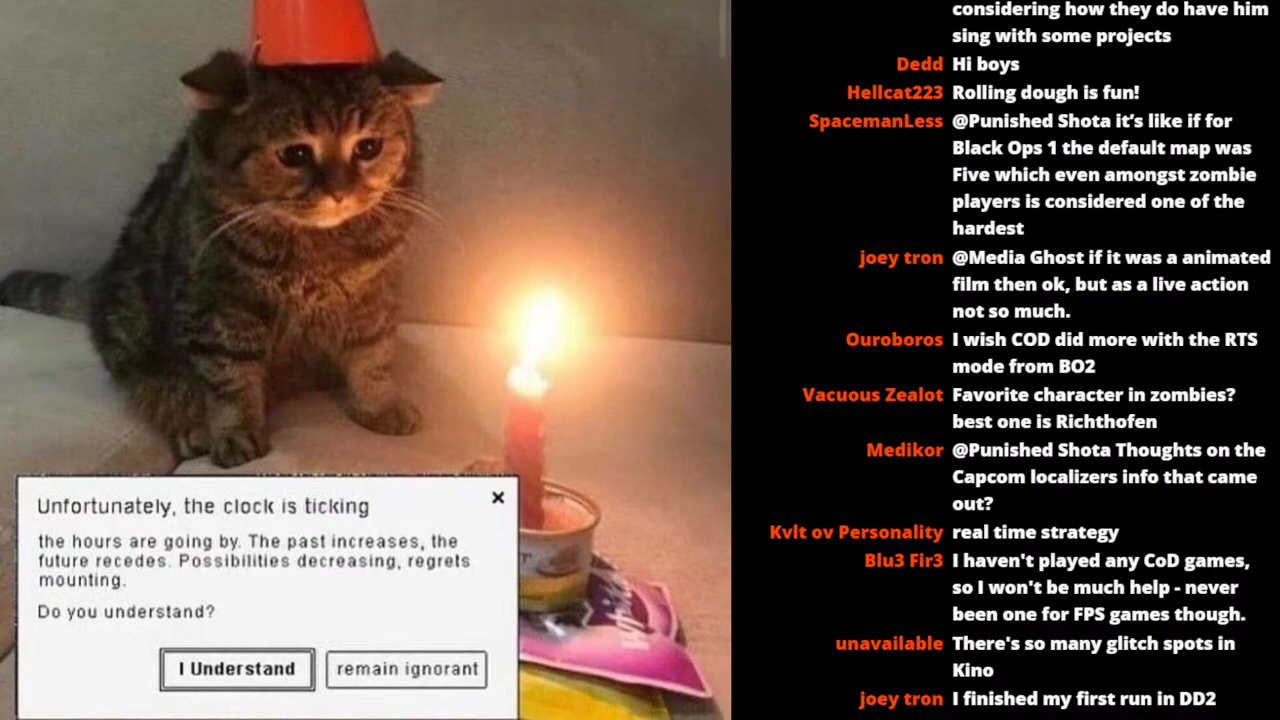 Unfortunately, the clock is ticking
the hours are going by. The past increases, the
future recedes. Possibilities decreasing, regrets
mounting.
Do you understand?
I Understand
remain ignorant
considering how they do have him
sing with some projects
Dedd Hi boys
Hellcat223 Rolling dough is fun!
SpacemanLess @Punished Shota it's like if for
Black Ops 1 the default map was
Five which even amongst zombie
players is considered one of the
hardest
joey tron @Media Ghost if it was a animated
film then ok, but as a live action
not so much.
Ouroboros I wish COD did more with the RTS
mode from BO2
Vacuous Zealot Favorite character in zombies?
best one is Richthofen
Medikor @Punished Shota Thoughts on the
Capcom localizers info that came
out?
Kvlt ov Personality real time strategy
Blu3 Fir3 I haven't played any CoD games,
so I won't be much help - never
been one for FPS games though.
unavailable There's so many glitch spots in
Kino
joey tron I finished my first run in DD2